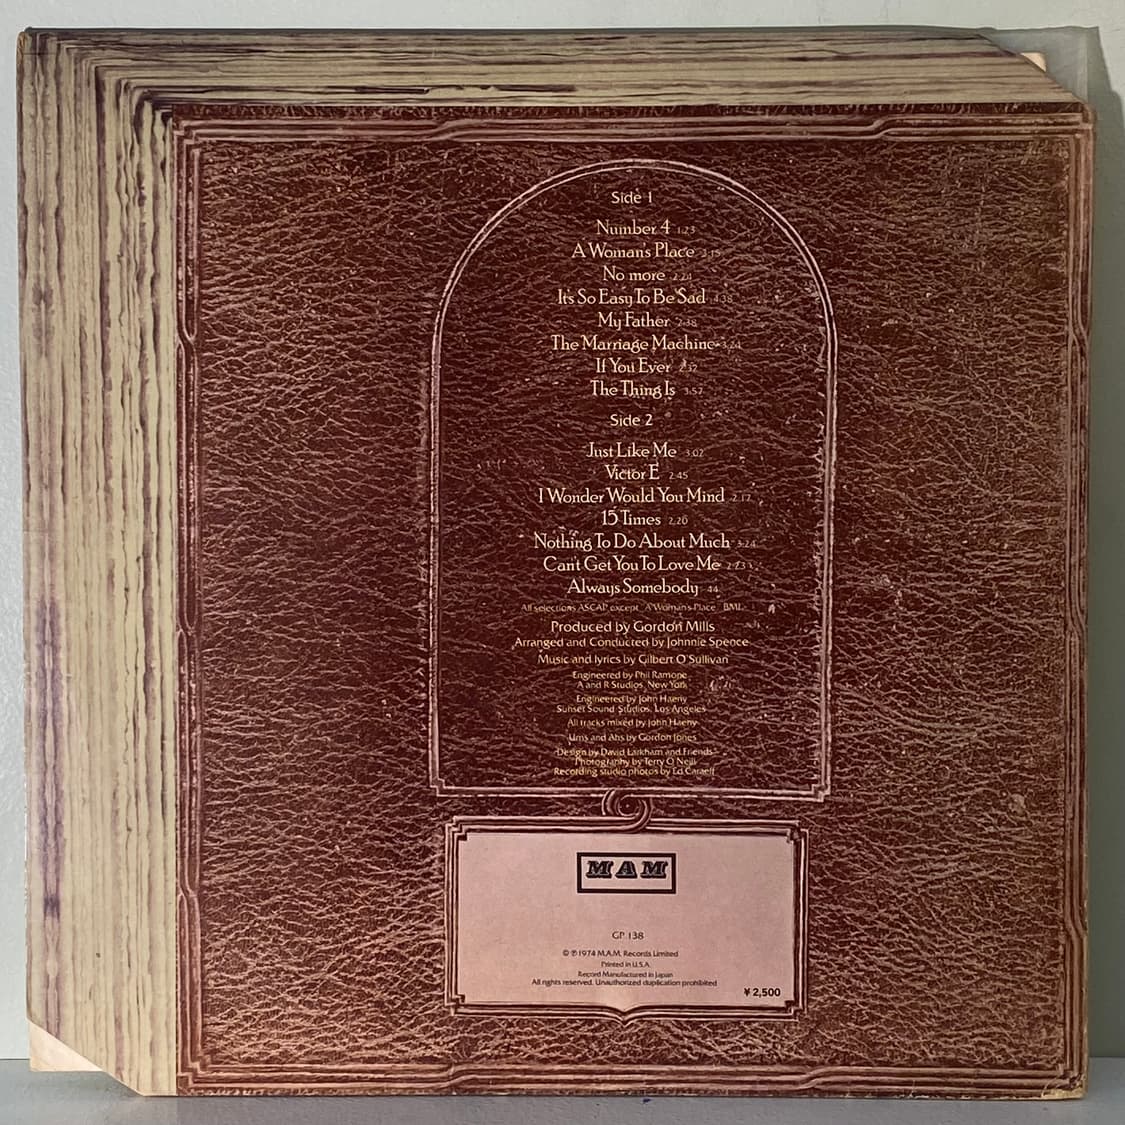 Side 1
Number 4 1:23
A Woman's Place 3:15
No more 2:24
It's So Easy To Be Sad 4:38
My Father 2:38
The Marriage Machine 3:24
If You Ever 2:32
The Thing Is 3:57
Side 2
Just Like Me 3:02
Victor E 2:45
I Wonder Would You Mind 2:17
15 Times 2:20
Nothing To Do About Much 3:24
Can't Get You To Love Me 2:23
Always Somebody :44
All selections ASCAP except "A Woman's Place" BMI
Produced by Gordon Mills
Arranged and Conducted by Johnnie Spence
Music and lyrics by Gilbert O'Sullivan
Engineered by Phil Ramone
A and R Studios, New York
Engineered by John Haeny
Sunset Sound Studios, Los Angeles
All tracks mixed by John Haeny
Ums and Ahs by Gordon Jones
Design by David Larkham and Friends
Photography by Terry O'Neill
Recording studio photos by Ed Caraeff
MAM
GP 138
© ℗ 1974 M.A.M. Records Limited
Printed in U.S.A.
Record Manufactured in Japan
All rights reserved. Unauthorized duplication prohibited
¥2,500